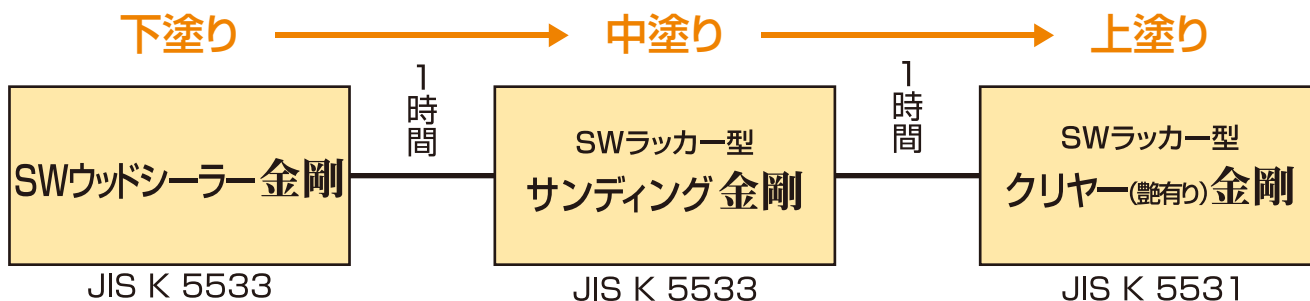 下塗り
中塗り
上塗り
1時間
1時間
SWウッドシーラー金剛
SWラッカー型
サンディング金剛
SWラッカー型
クリヤー(艶有り)金剛
JIS K 5533
JIS K 5533
JIS K 5531